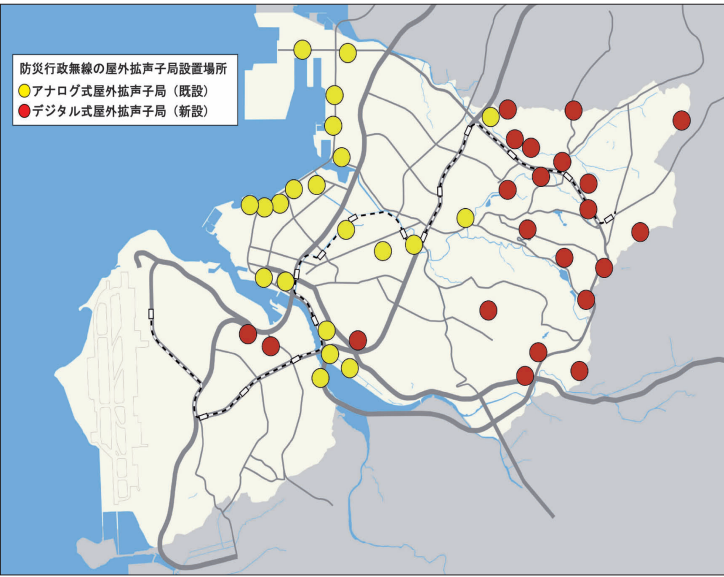 防災行政無線の屋外拡声子局設置場所
アナログ式屋外拡声子局（既設）
デジタル式屋外拡声子局（新設）